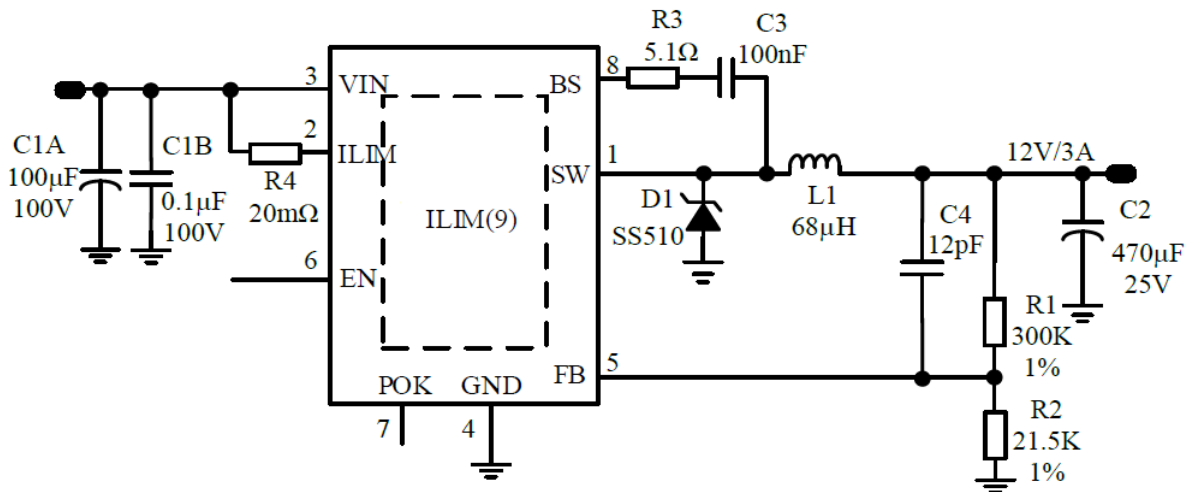 R3
5.1Ω
C3
100nF
3
VIN
BS
8
C1A
100μF
100V
C1B
0.1μF
100V
2
ILIM
R4
20mΩ
ILIM(9)
SW
1
D1
SS510
L1
68μH
12V/3A
C4
12pF
C2
470μF
25V
6
EN
R1
300K
1%
FB
5
POK
GND
7
4
R2
21.5K
1%